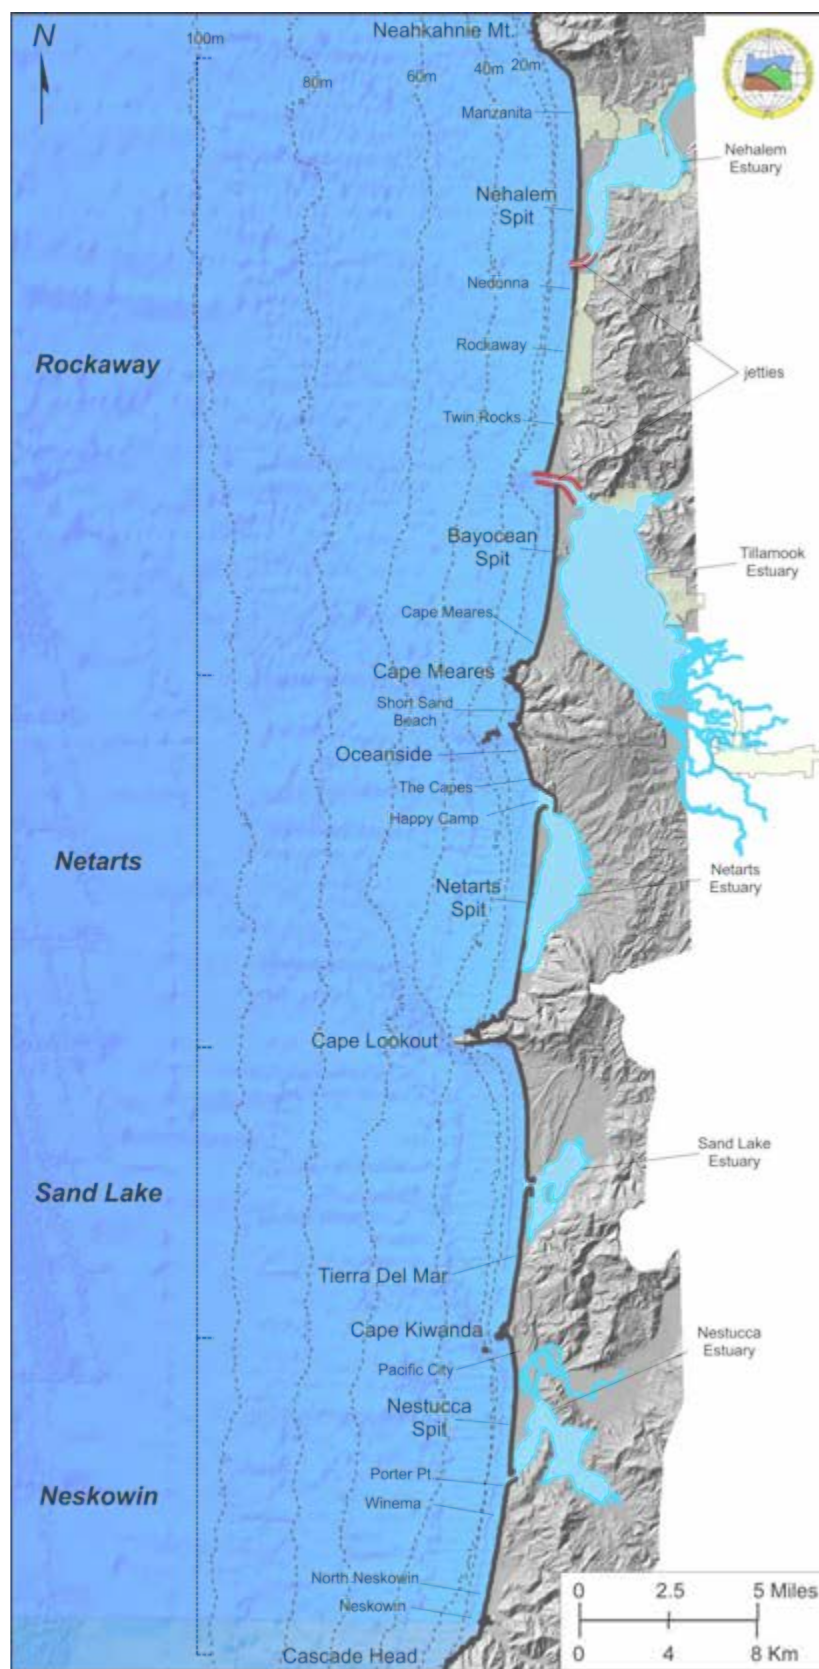 N
Neahkahnie Mt.
100m
80m
60m
40m
20m
Manzanita
Nehalem
Estuary
Nehalem
Spit
Nedonna
Rockaway
Rockaway
jetties
Twin Rocks
Bayocean
Spit
Tillamook
Estuary
Cape Meares
Cape Meares
Short Sand
Beach
Oceanside
The Capes
Happy Camp
Netarts
Netarts
Estuary
Netarts
Spit
Cape Lookout
Sand Lake
Estuary
Sand Lake
Tierra Del Mar
Cape Kiwanda
Nestucca
Estuary
Pacific City
Nestucca
Spit
Porter Pt
Neskowin
Winema
North Neskowin
Neskowin
Cascade Head
0 2.5 5 Miles
0 4 8 Km